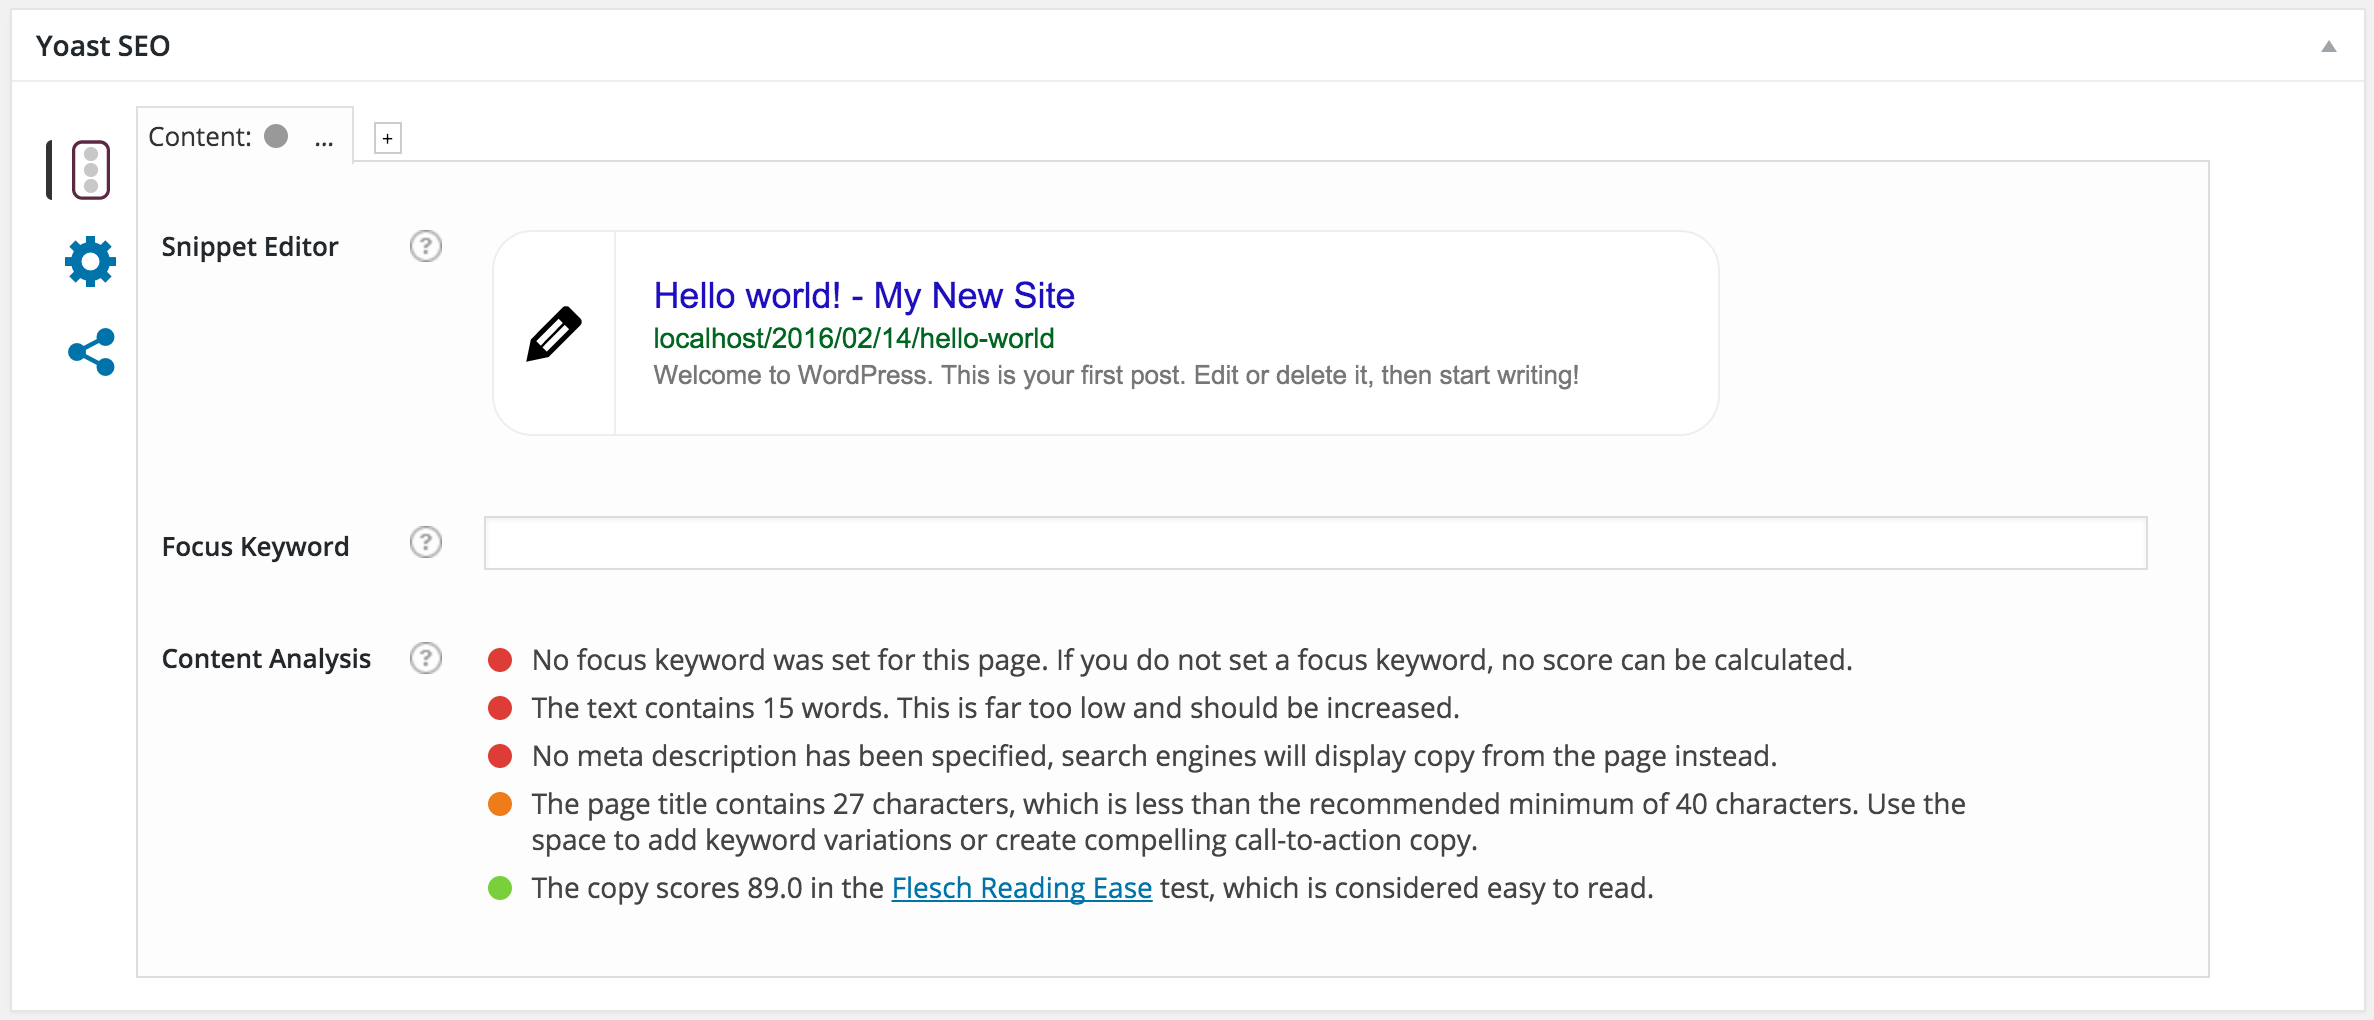 Yoast SEO
Content: ...
+
Snippet Editor
?
Hello world! - My New Site
localhost/2016/02/14/hello-world
Welcome to WordPress. This is your first post. Edit or delete it, then start writing!
Focus Keyword
?
Content Analysis
?
No focus keyword was set for this page. If you do not set a focus keyword, no score can be calculated.
The text contains 15 words. This is far too low and should be increased.
No meta description has been specified, search engines will display copy from the page instead.
The page title contains 27 characters, which is less than the recommended minimum of 40 characters. Use the
space to add keyword variations or create compelling call-to-action copy.
The copy scores 89.0 in the Flesch Reading Ease test, which is considered easy to read.